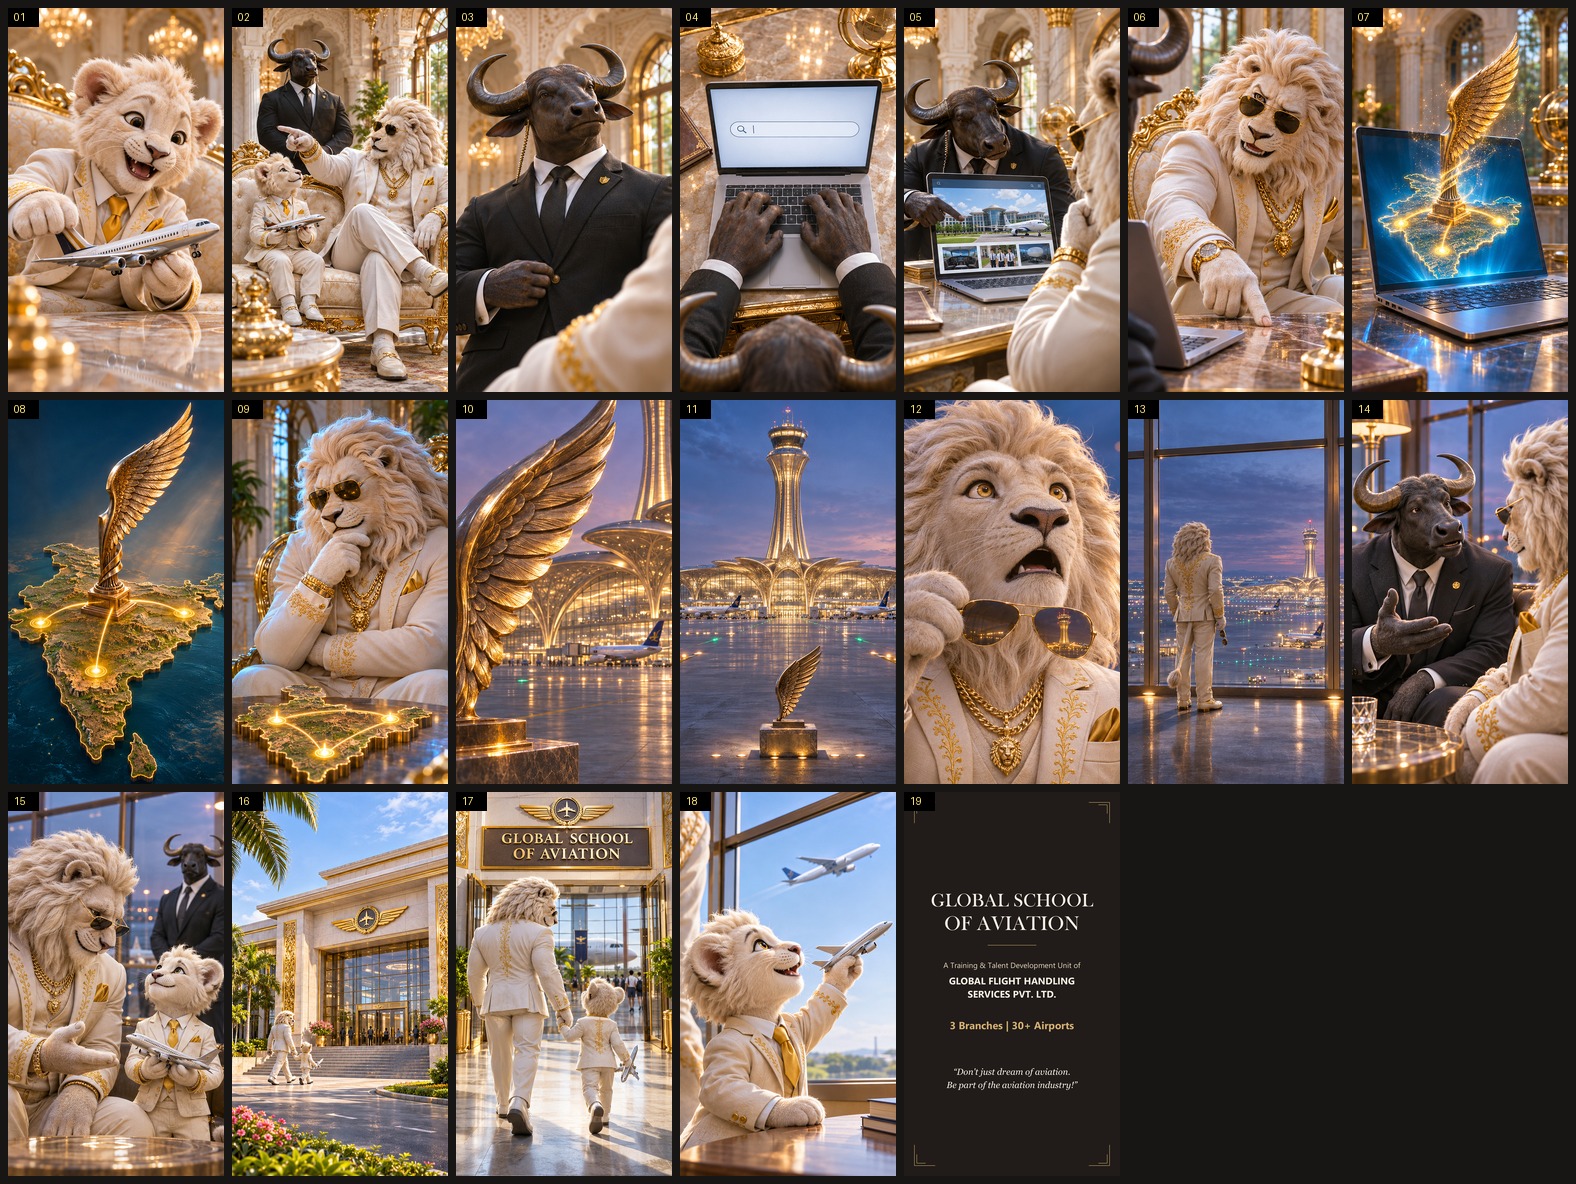 01
02
03
04
05
06
07
08
09
10
11
12
13
14
15
16
17
GLOBAL SCHOOL
OF AVIATION
18
19
GLOBAL SCHOOL
OF AVIATION
A Training & Talent Development Unit of
GLOBAL FLIGHT HANDLING
SERVICES PVT. LTD.
3 Branches | 30+ Airports
“Don't just dream of aviation.
Be part of the aviation industry!”